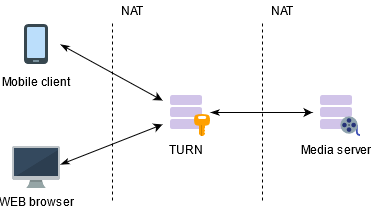 NAT
NAT
Mobile client
TURN
Media server
WEB browser